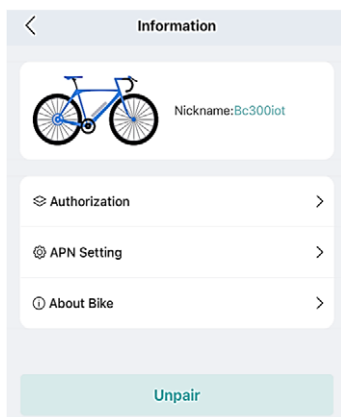 Information
Nickname:Bc300iot
Authorization
APN Setting
About Bike
Unpair